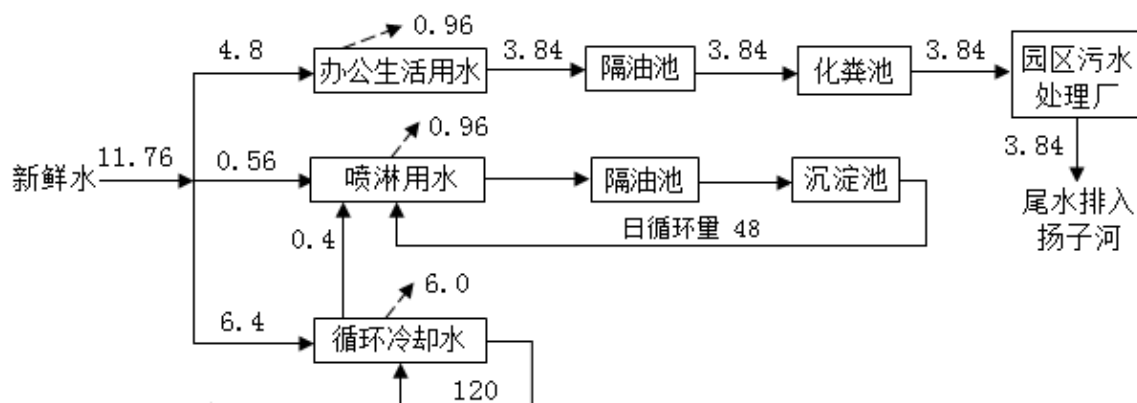 0.96
4.8
办公生活用水
3.84
隔油池
3.84
化粪池
3.84
园区污水
处理厂
0.96
3.84
新鲜水
11.76
0.56
喷淋用水
隔油池
沉淀池
尾水排入
扬子河
0.4
日循环量 48
6.0
6.4
循环冷却水
120